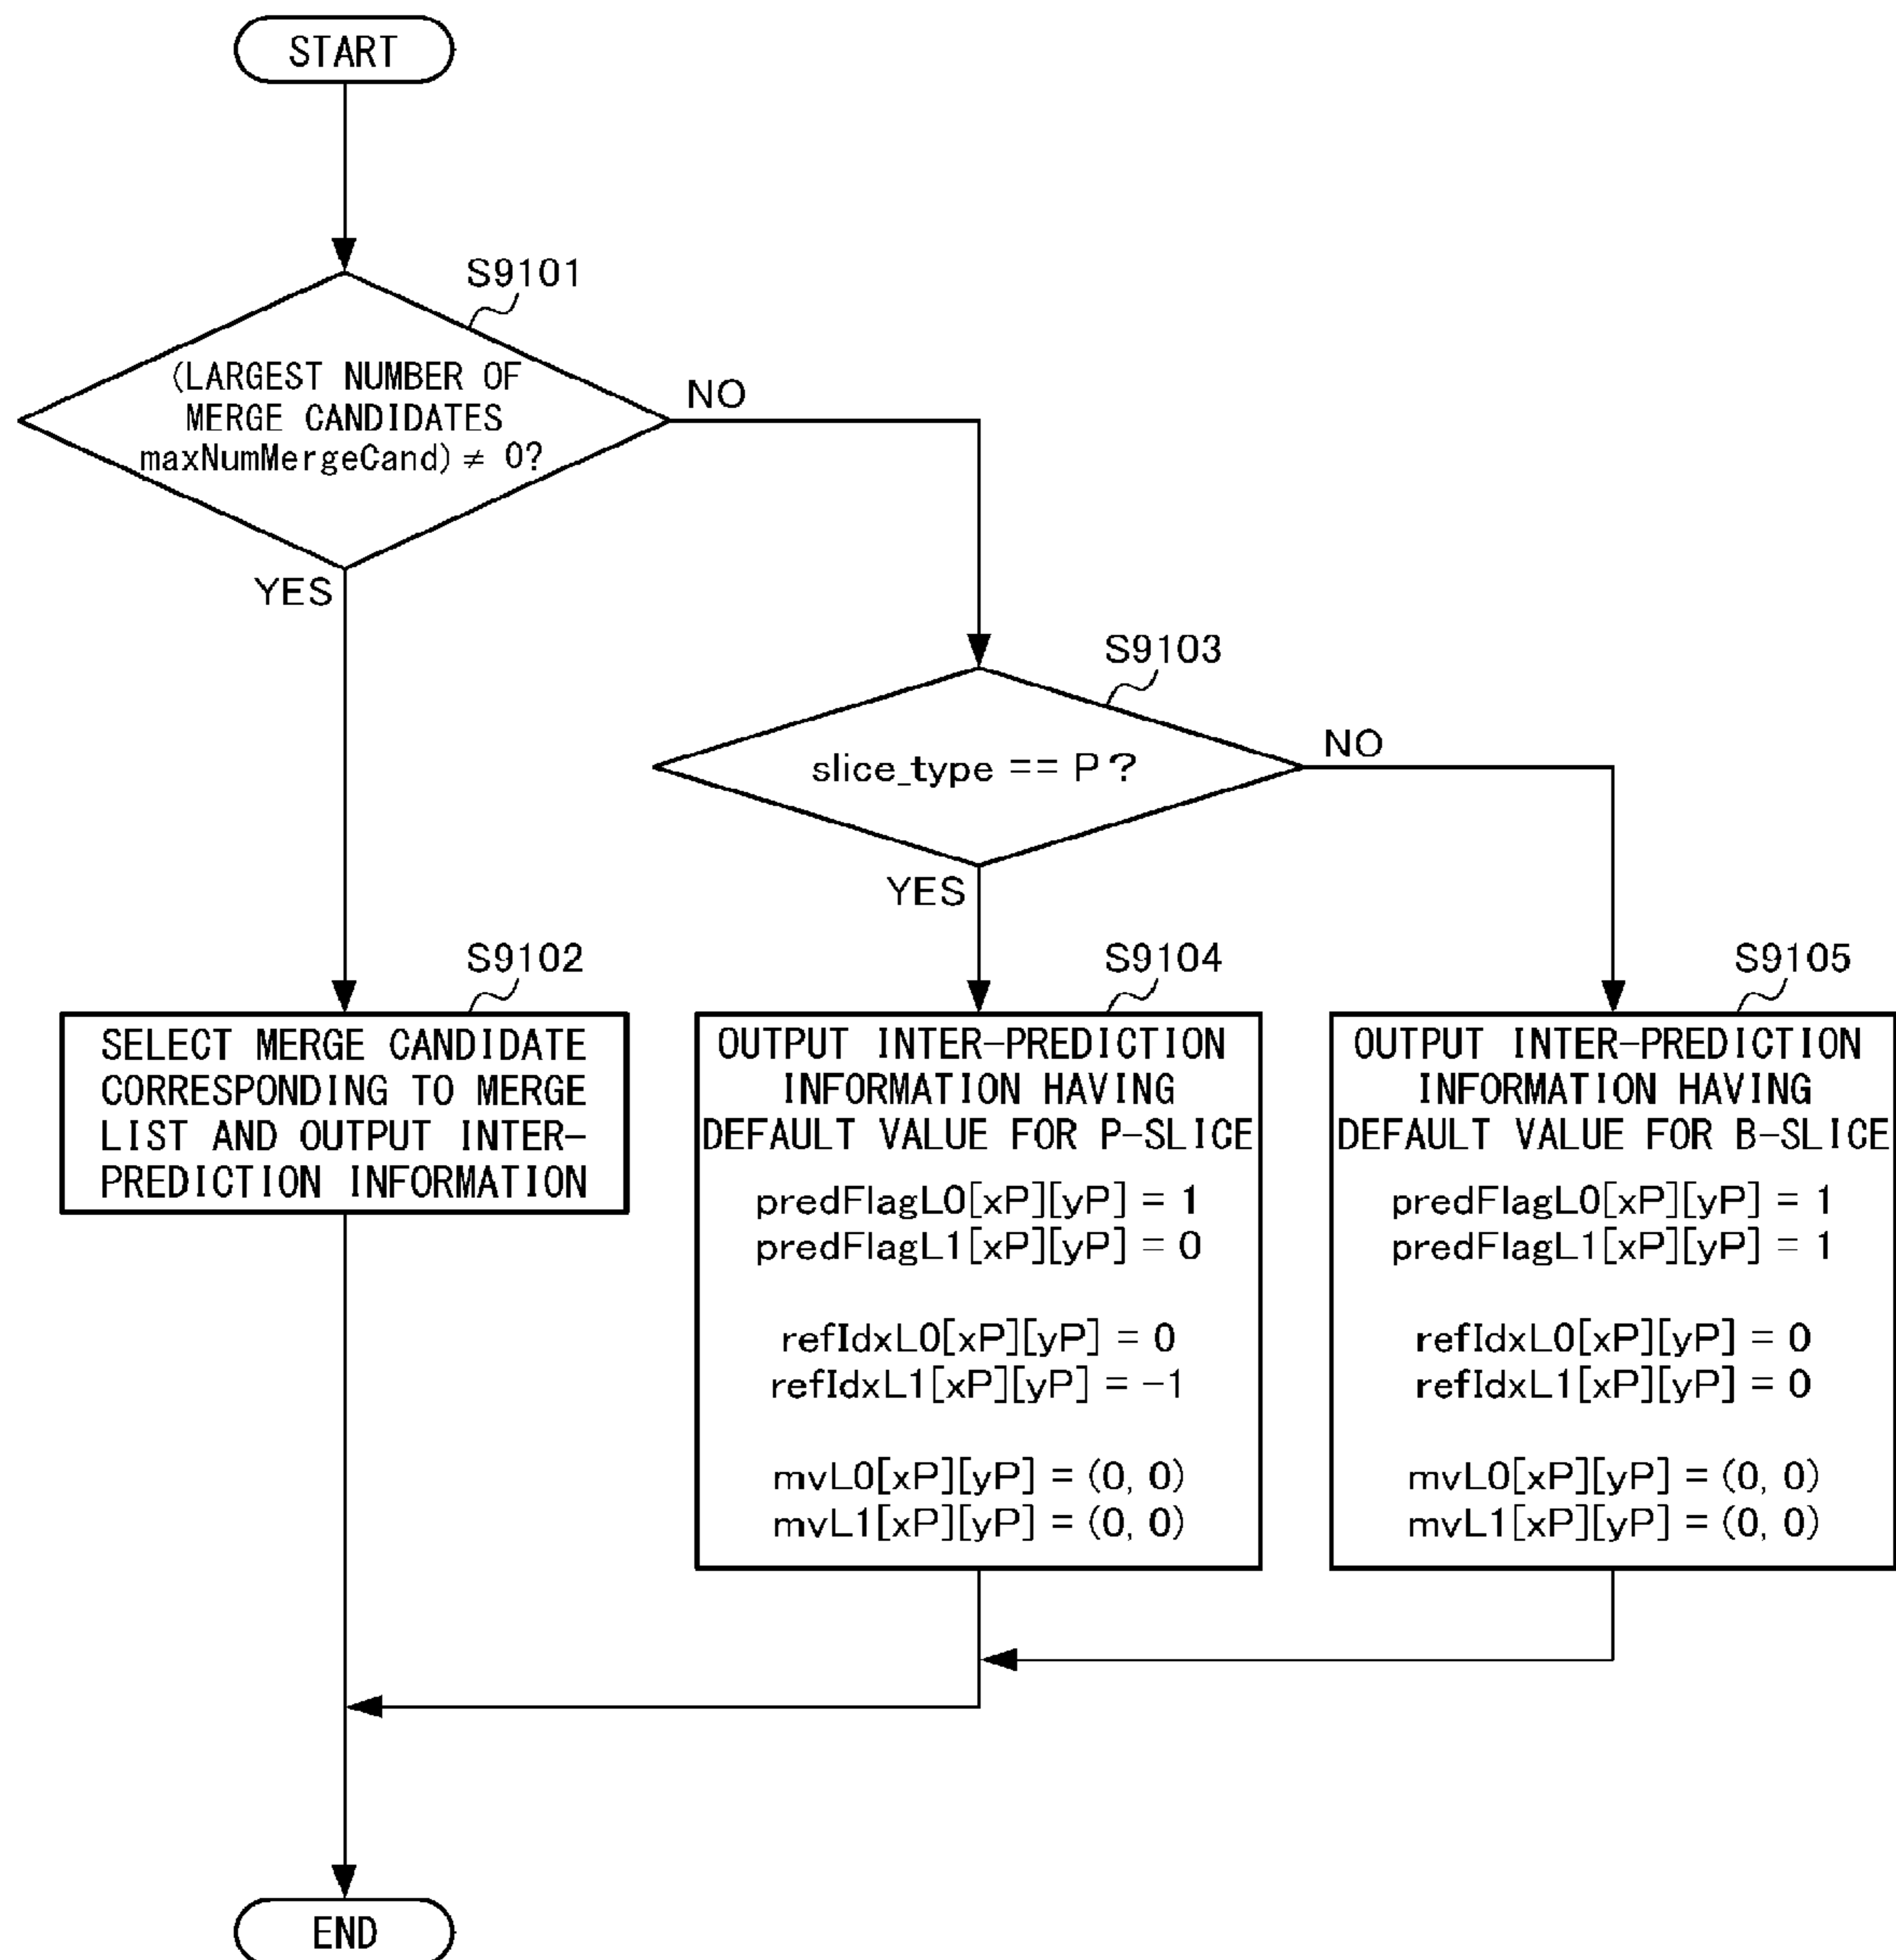 START
S9101
(LARGEST NUMBER OF
MERGE CANDIDATES
maxNumMergeCand) ≠ 0?
NO
YES
S9103
slice_type == P ?
NO
YES
S9102
SELECT MERGE CANDIDATE
CORRESPONDING TO MERGE
LIST AND OUTPUT INTER-
PREDICTION INFORMATION
S9104
OUTPUT INTER-PREDICTION
INFORMATION HAVING
DEFAULT VALUE FOR P-SLICE
predFlagL0[xP][yP] = 1
predFlagL1[xP][yP] = 0
refIdxL0[xP][yP] = 0
refIdxL1[xP][yP] = -1
mvL0[xP][yP] = (0, 0)
mvL1[xP][yP] = (0, 0)
S9105
OUTPUT INTER-PREDICTION
INFORMATION HAVING
DEFAULT VALUE FOR B-SLICE
predFlagL0[xP][yP] = 1
predFlagL1[xP][yP] = 1
refIdxL0[xP][yP] = 0
refIdxL1[xP][yP] = 0
mvL0[xP][yP] = (0, 0)
mvL1[xP][yP] = (0, 0)
END